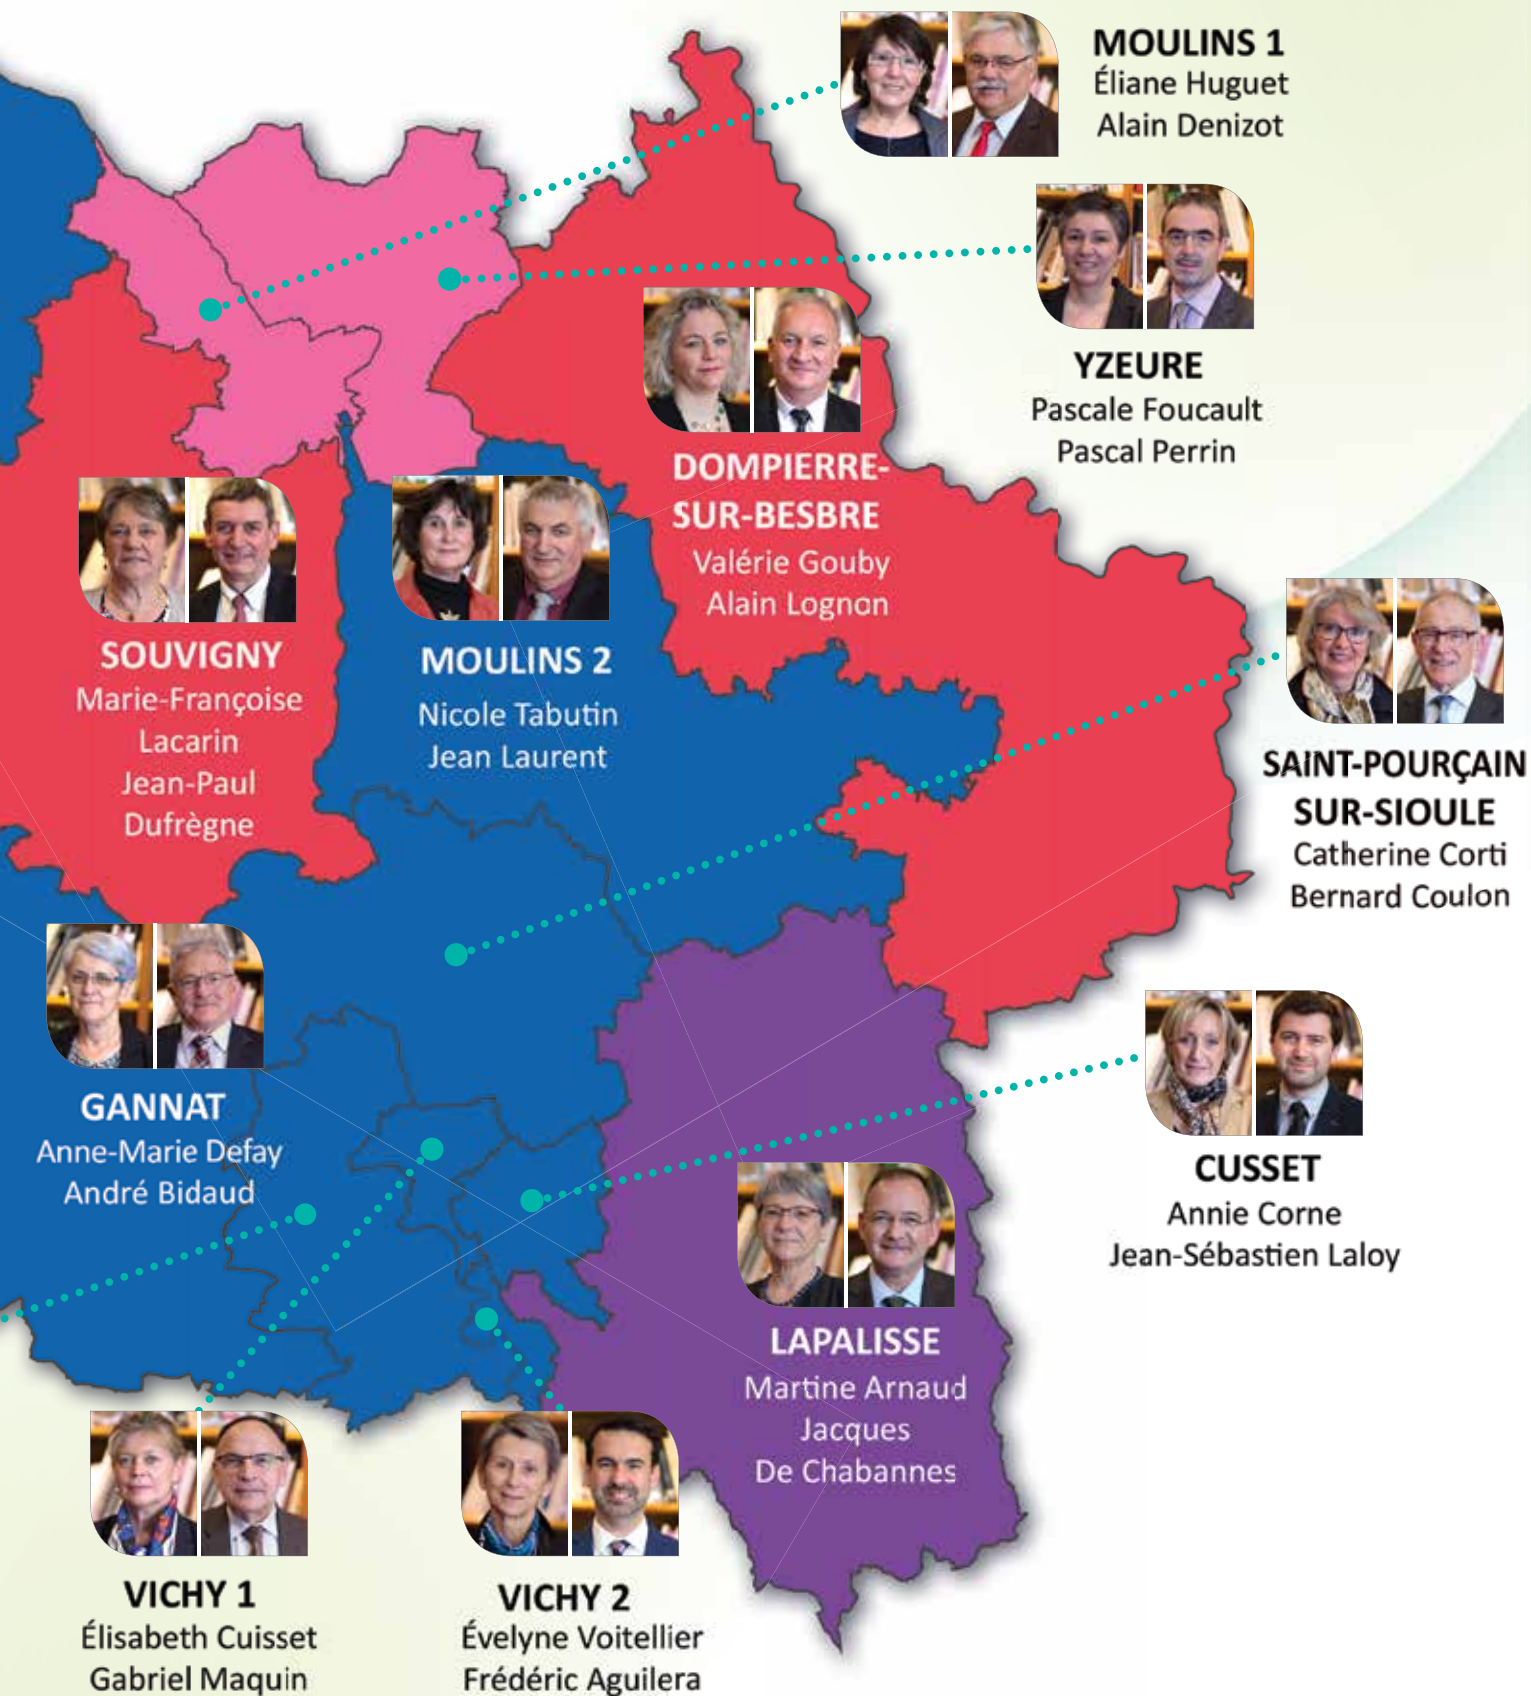 MOULINS 1
Éliane Huguet
Alain Denizot
YZEURE
Pascale Foucault
Pascal Perrin
DOMPIERRE-
SUR-BESBRE
Valérie Gouby
Alain Lognon
SOUVIGNY
Marie-Françoise
Lacarin
Jean-Paul
Dufrègne
MOULINS 2
Nicole Tabutin
Jean Laurent
SAINT-POURÇAIN
SUR-SIOULE
Catherine Corti
Bernard Coulon
GANNAT
Anne-Marie Defay
André Bidaud
CUSSET
Annie Corne
Jean-Sébastien Laloy
LAPALISSE
Martine Arnaud
Jacques
De Chabannes
VICHY 1
Élisabeth Cuisset
Gabriel Maquin
VICHY 2
Évelyne Voitellier
Frédéric Aguilera